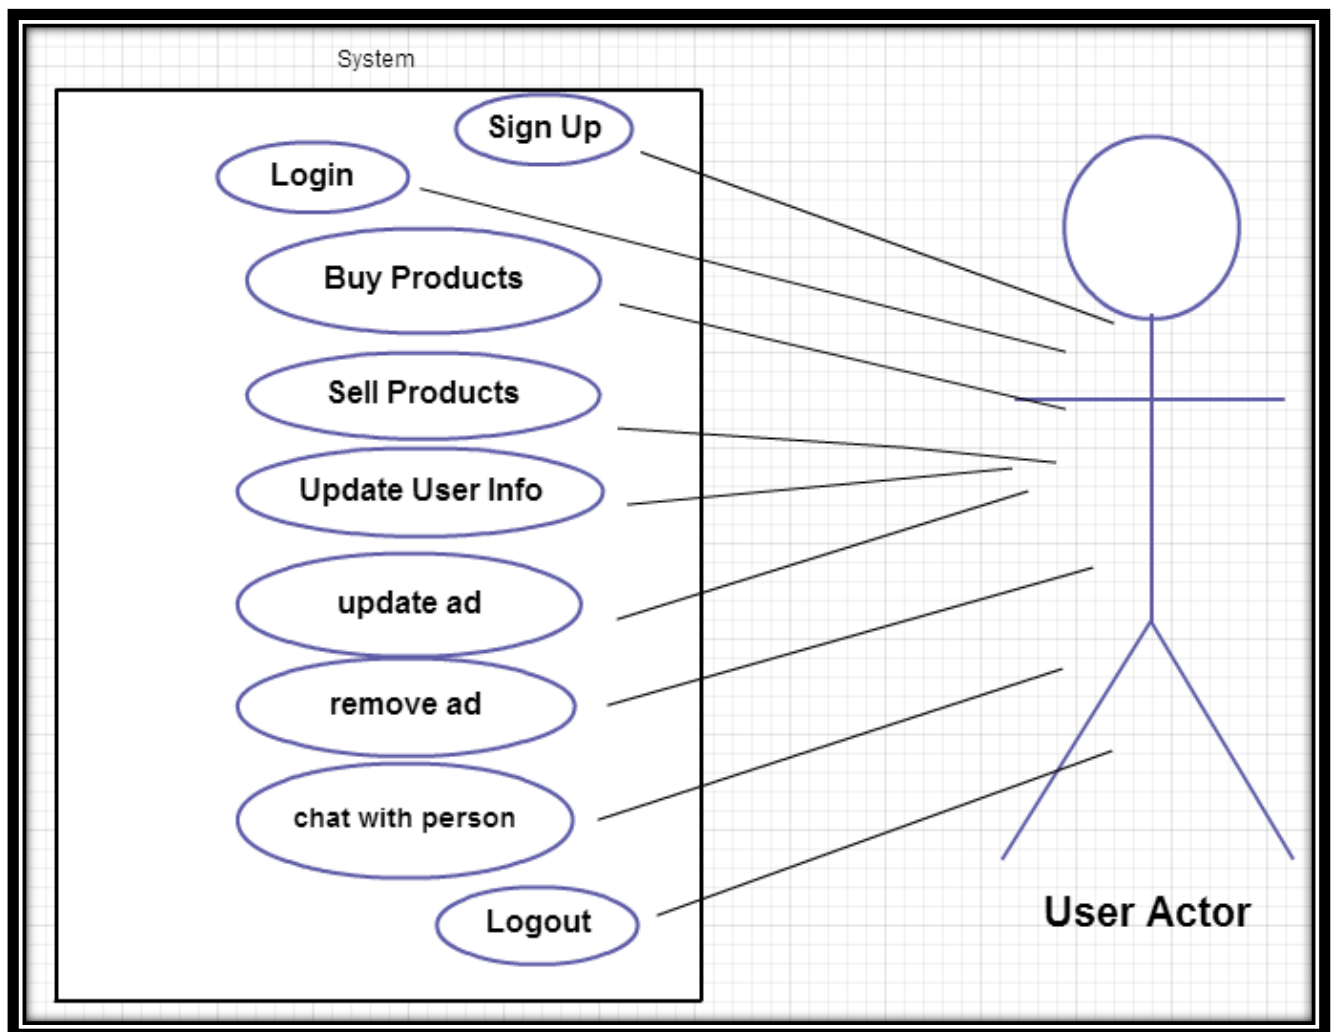 System
Sign Up
Login
Buy Products
Sell Products
Update User Info
update ad
remove ad
chat with person
Logout
User Actor